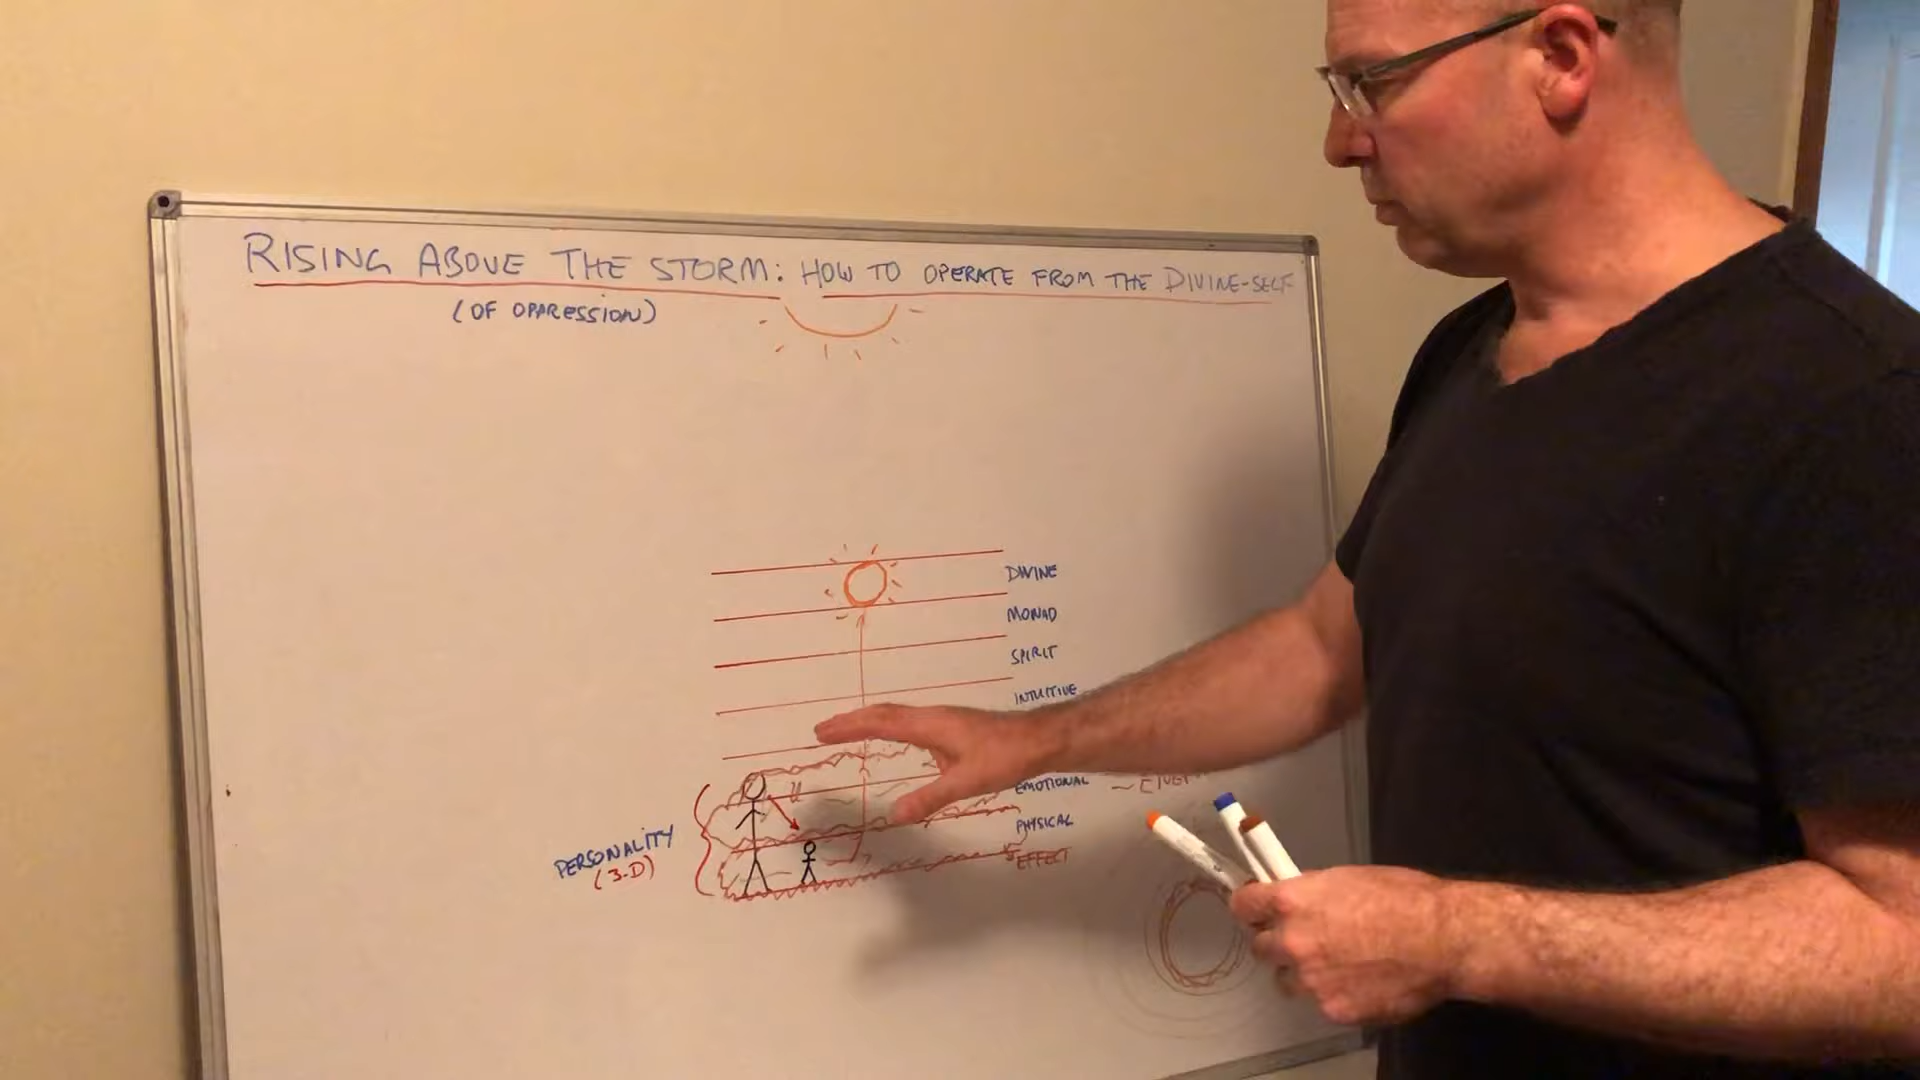 RISING ABOVE THE STORM: HOW TO OPERATE FROM THE DIVINE-SELF
(OF OPPRESSION)
DIVINE
MONAD
SPIRIT
INTUITIVE
EMOTIONAL
PHYSICAL
EFFECT
PERSONALITY
(3-D)